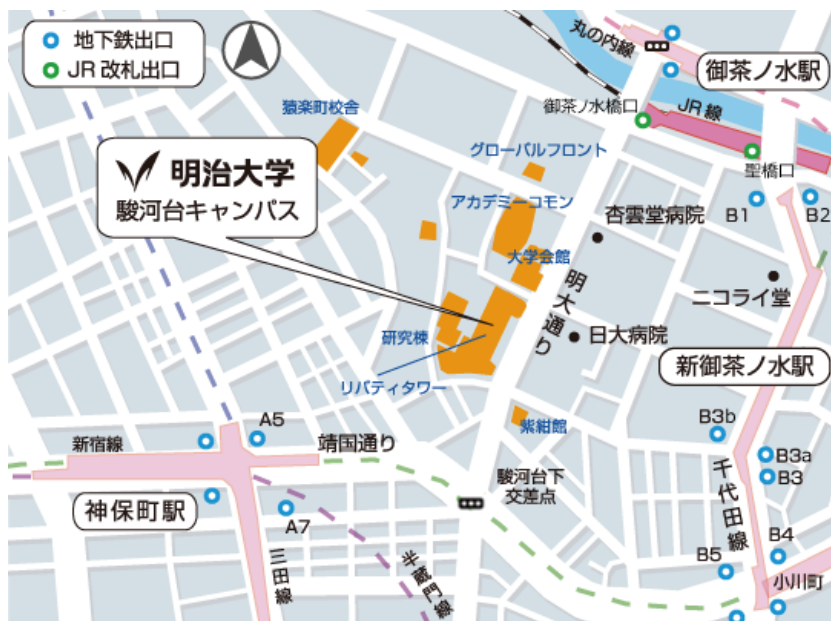 地下鉄出口
JR改札出口
丸の内線
御茶ノ水駅
猿楽町校舎
御茶ノ水橋口
JR線
グローバルフロント
聖橋口
明治大学
駿河台キャンパス
アカデミーコモン
杏雲堂病院
B1
B2
大学会館
ニコライ堂
明大通り
研究棟
日大病院
リバティタワー
新御茶ノ水駅
A5
紫紺館
B3b
新宿線
靖国通り
B3a
B3
駿河台下
交差点
千代田線
神保町駅
A7
B4
三田線
半蔵門線
B5
小川町